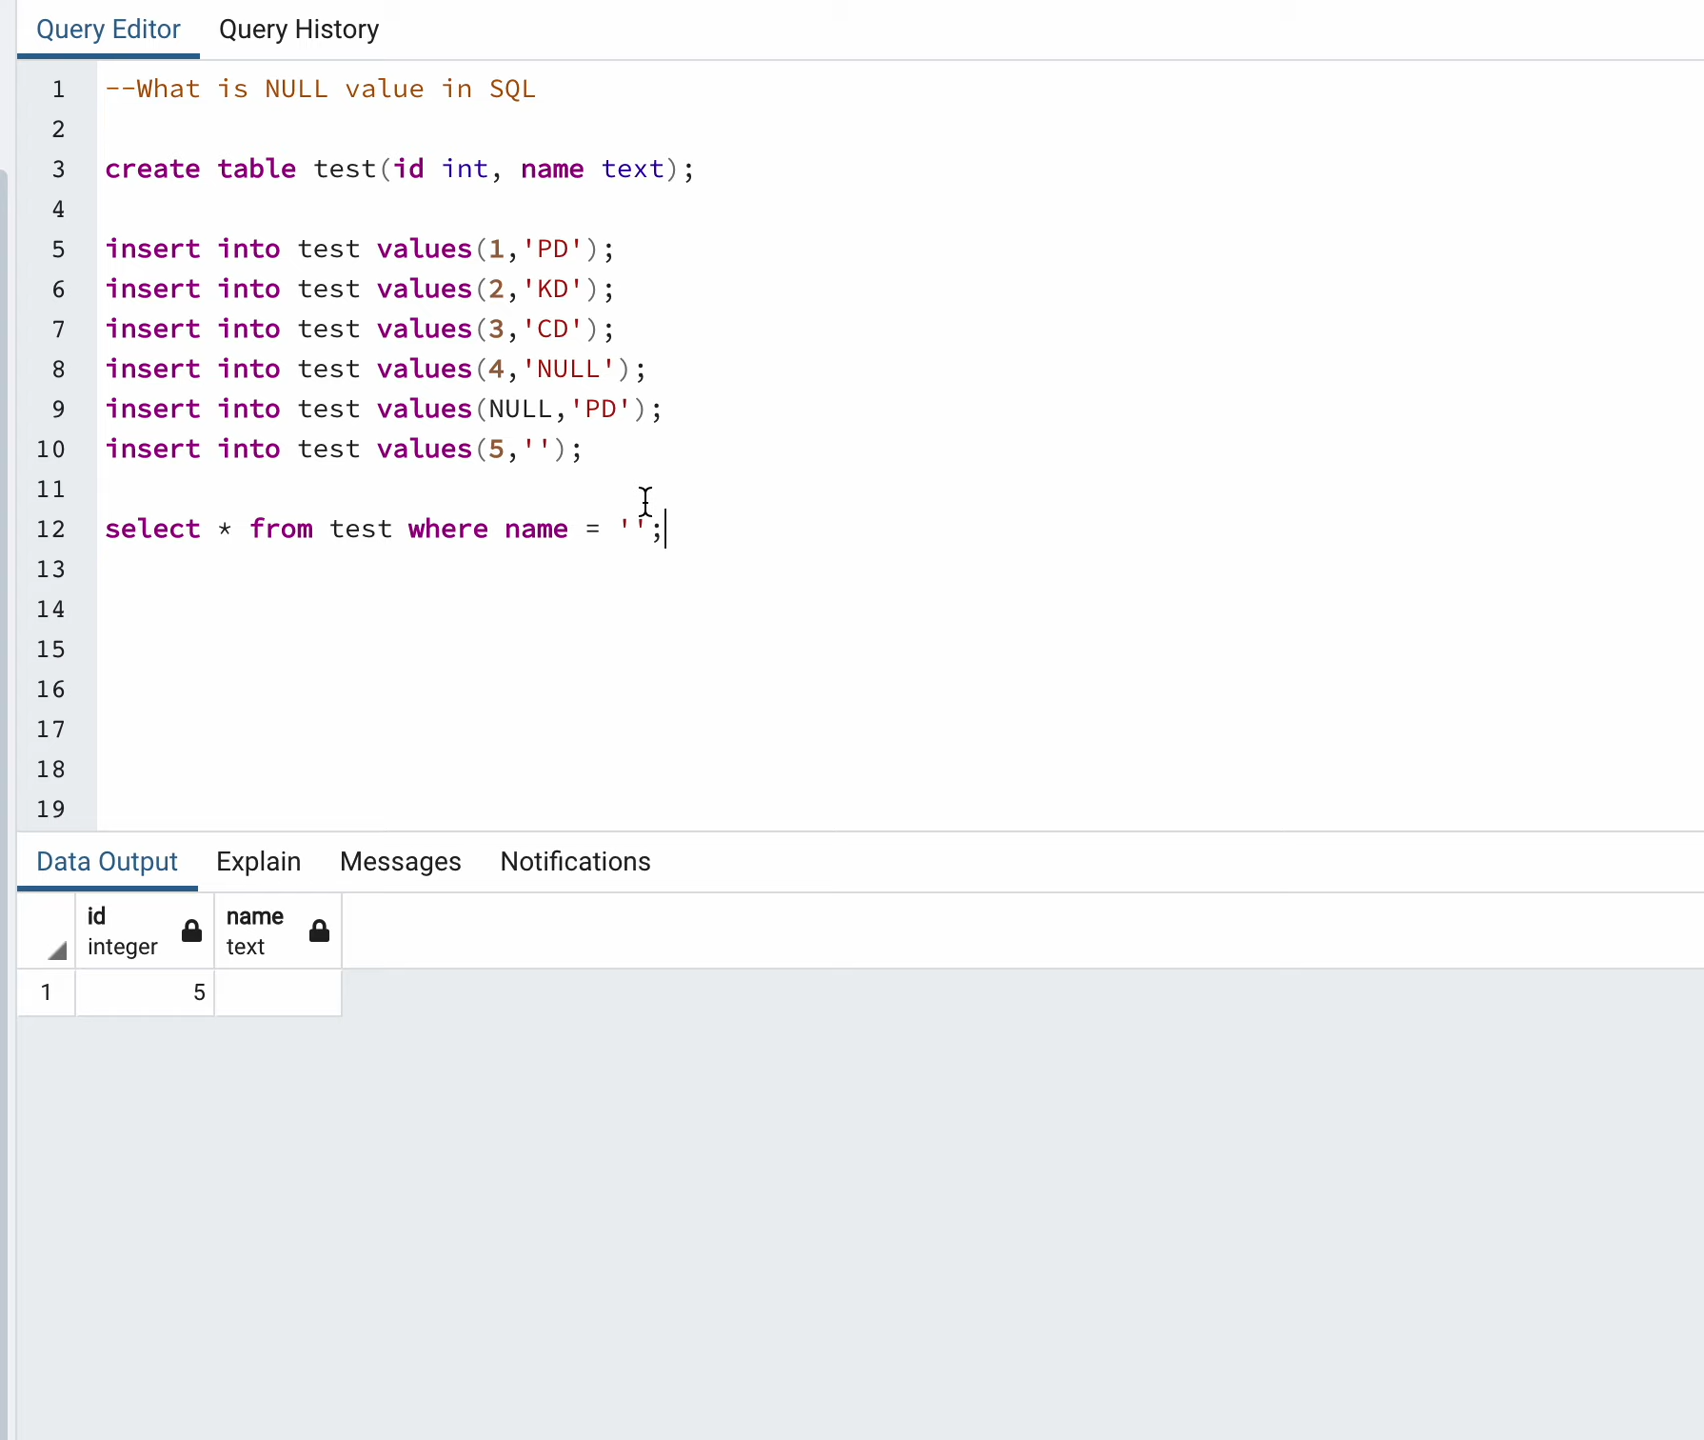 Query Editor Query History
1 --What is NULL value in SQL
2
3 create table test(id int, name text);
4
5 insert into test values(1,'PD');
6 insert into test values(2,'KD');
7 insert into test values(3,'CD');
8 insert into test values(4,'NULL');
9 insert into test values(NULL,'PD');
10 insert into test values(5,'');
11
12 select * from test where name = '';
13
14
15
16
17
18
19
Data Output Explain Messages Notifications
id name
integer text
1 5